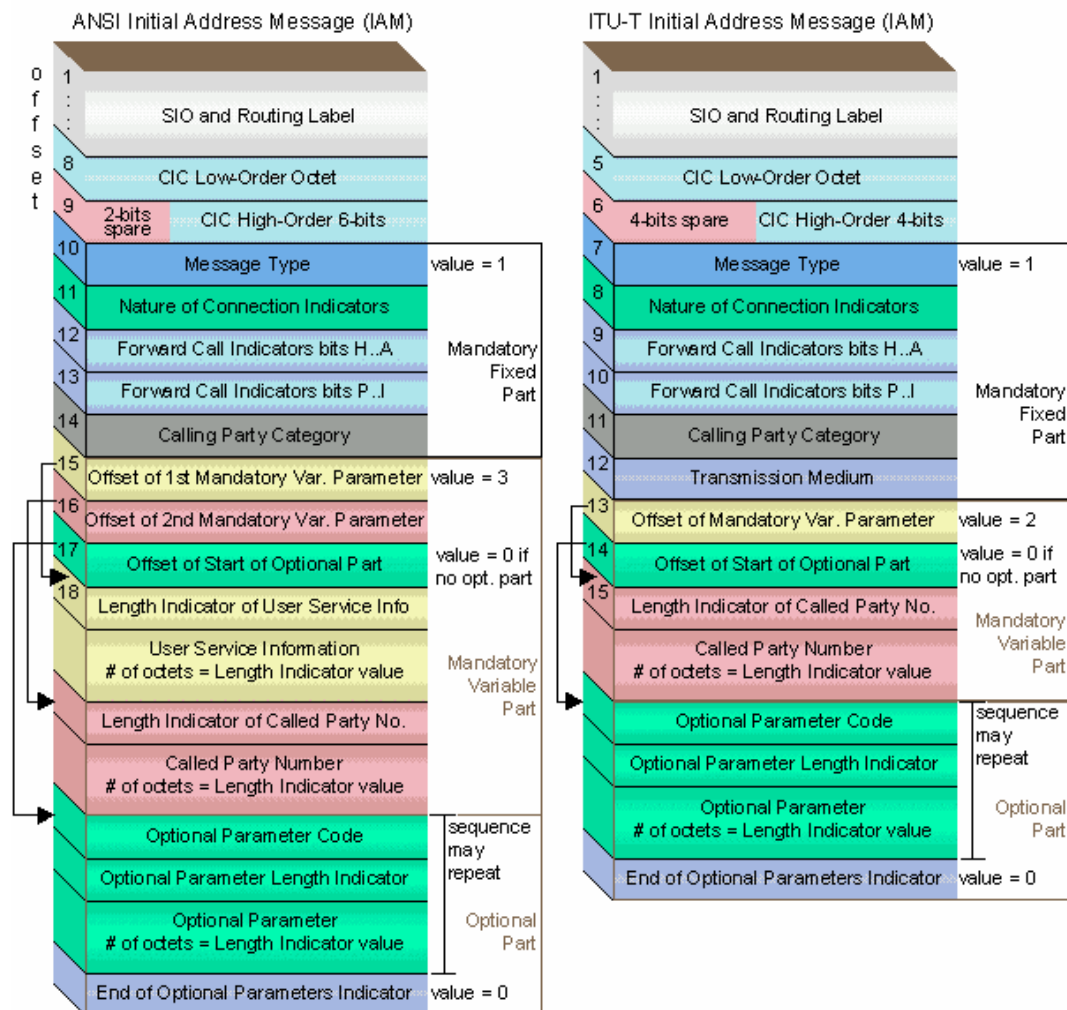 ANSI Initial Address Message (IAM)
offset
1
SIO and Routing Label
8
CIC Low-Order Octet
9
2-bits
spare
CIC High-Order 6-bits
10
Message Type
value = 1
11
Nature of Connection Indicators
12
Forward Call Indicators bits H..A
13
Forward Call Indicators bits P..I
Mandatory
Fixed
Part
14
Calling Party Category
15
Offset of 1st Mandatory Var. Parameter
value = 3
16
Offset of 2nd Mandatory Var. Parameter
17
Offset of Start of Optional Part
value = 0 if
no opt. part
18
Length Indicator of User Service Info
User Service Information
# of octets = Length Indicator value
Mandatory
Variable
Part
Length Indicator of Called Party No.
Called Party Number
# of octets = Length Indicator value
Optional Parameter Code
sequence
may
repeat
Optional Parameter Length Indicator
Optional Parameter
# of octets = Length Indicator value
Optional
Part
End of Optional Parameters Indicator
value = 0
ITU-T Initial Address Message (IAM)
1
SIO and Routing Label
5
CIC Low-Order Octet
6
4-bits spare
CIC High-Order 4-bits
7
Message Type
value = 1
8
Nature of Connection Indicators
9
Forward Call Indicators bits H..A
10
Forward Call Indicators bits P..I
Mandatory
Fixed
Part
11
Calling Party Category
12
Transmission Medium
13
Offset of Mandatory Var. Parameter
value = 2
14
Offset of Start of Optional Part
value = 0 if
no opt. part
15
Length Indicator of Called Party No.
Called Party Number
# of octets = Length Indicator value
Mandatory
Variable
Part
Optional Parameter Code
sequence
may
repeat
Optional Parameter Length Indicator
Optional Parameter
# of octets = Length Indicator value
Optional
Part
End of Optional Parameters Indicator
value = 0